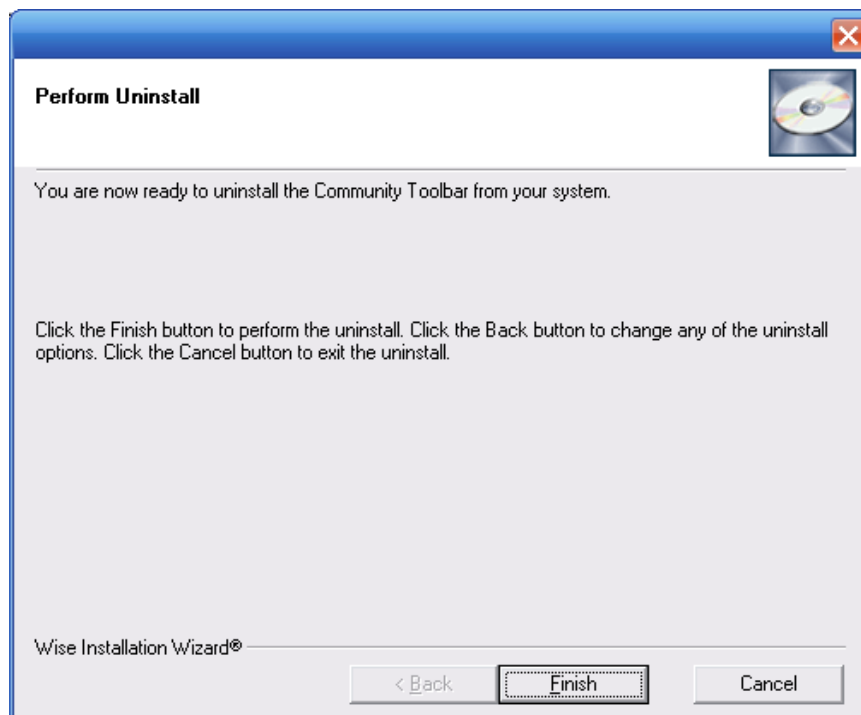 Perform Uninstall
You are now ready to uninstall the Community Toolbar from your system.
Click the Finish button to perform the uninstall. Click the Back button to change any of the uninstall
options. Click the Cancel button to exit the uninstall.
Wise Installation Wizard®
< Back
Finish
Cancel